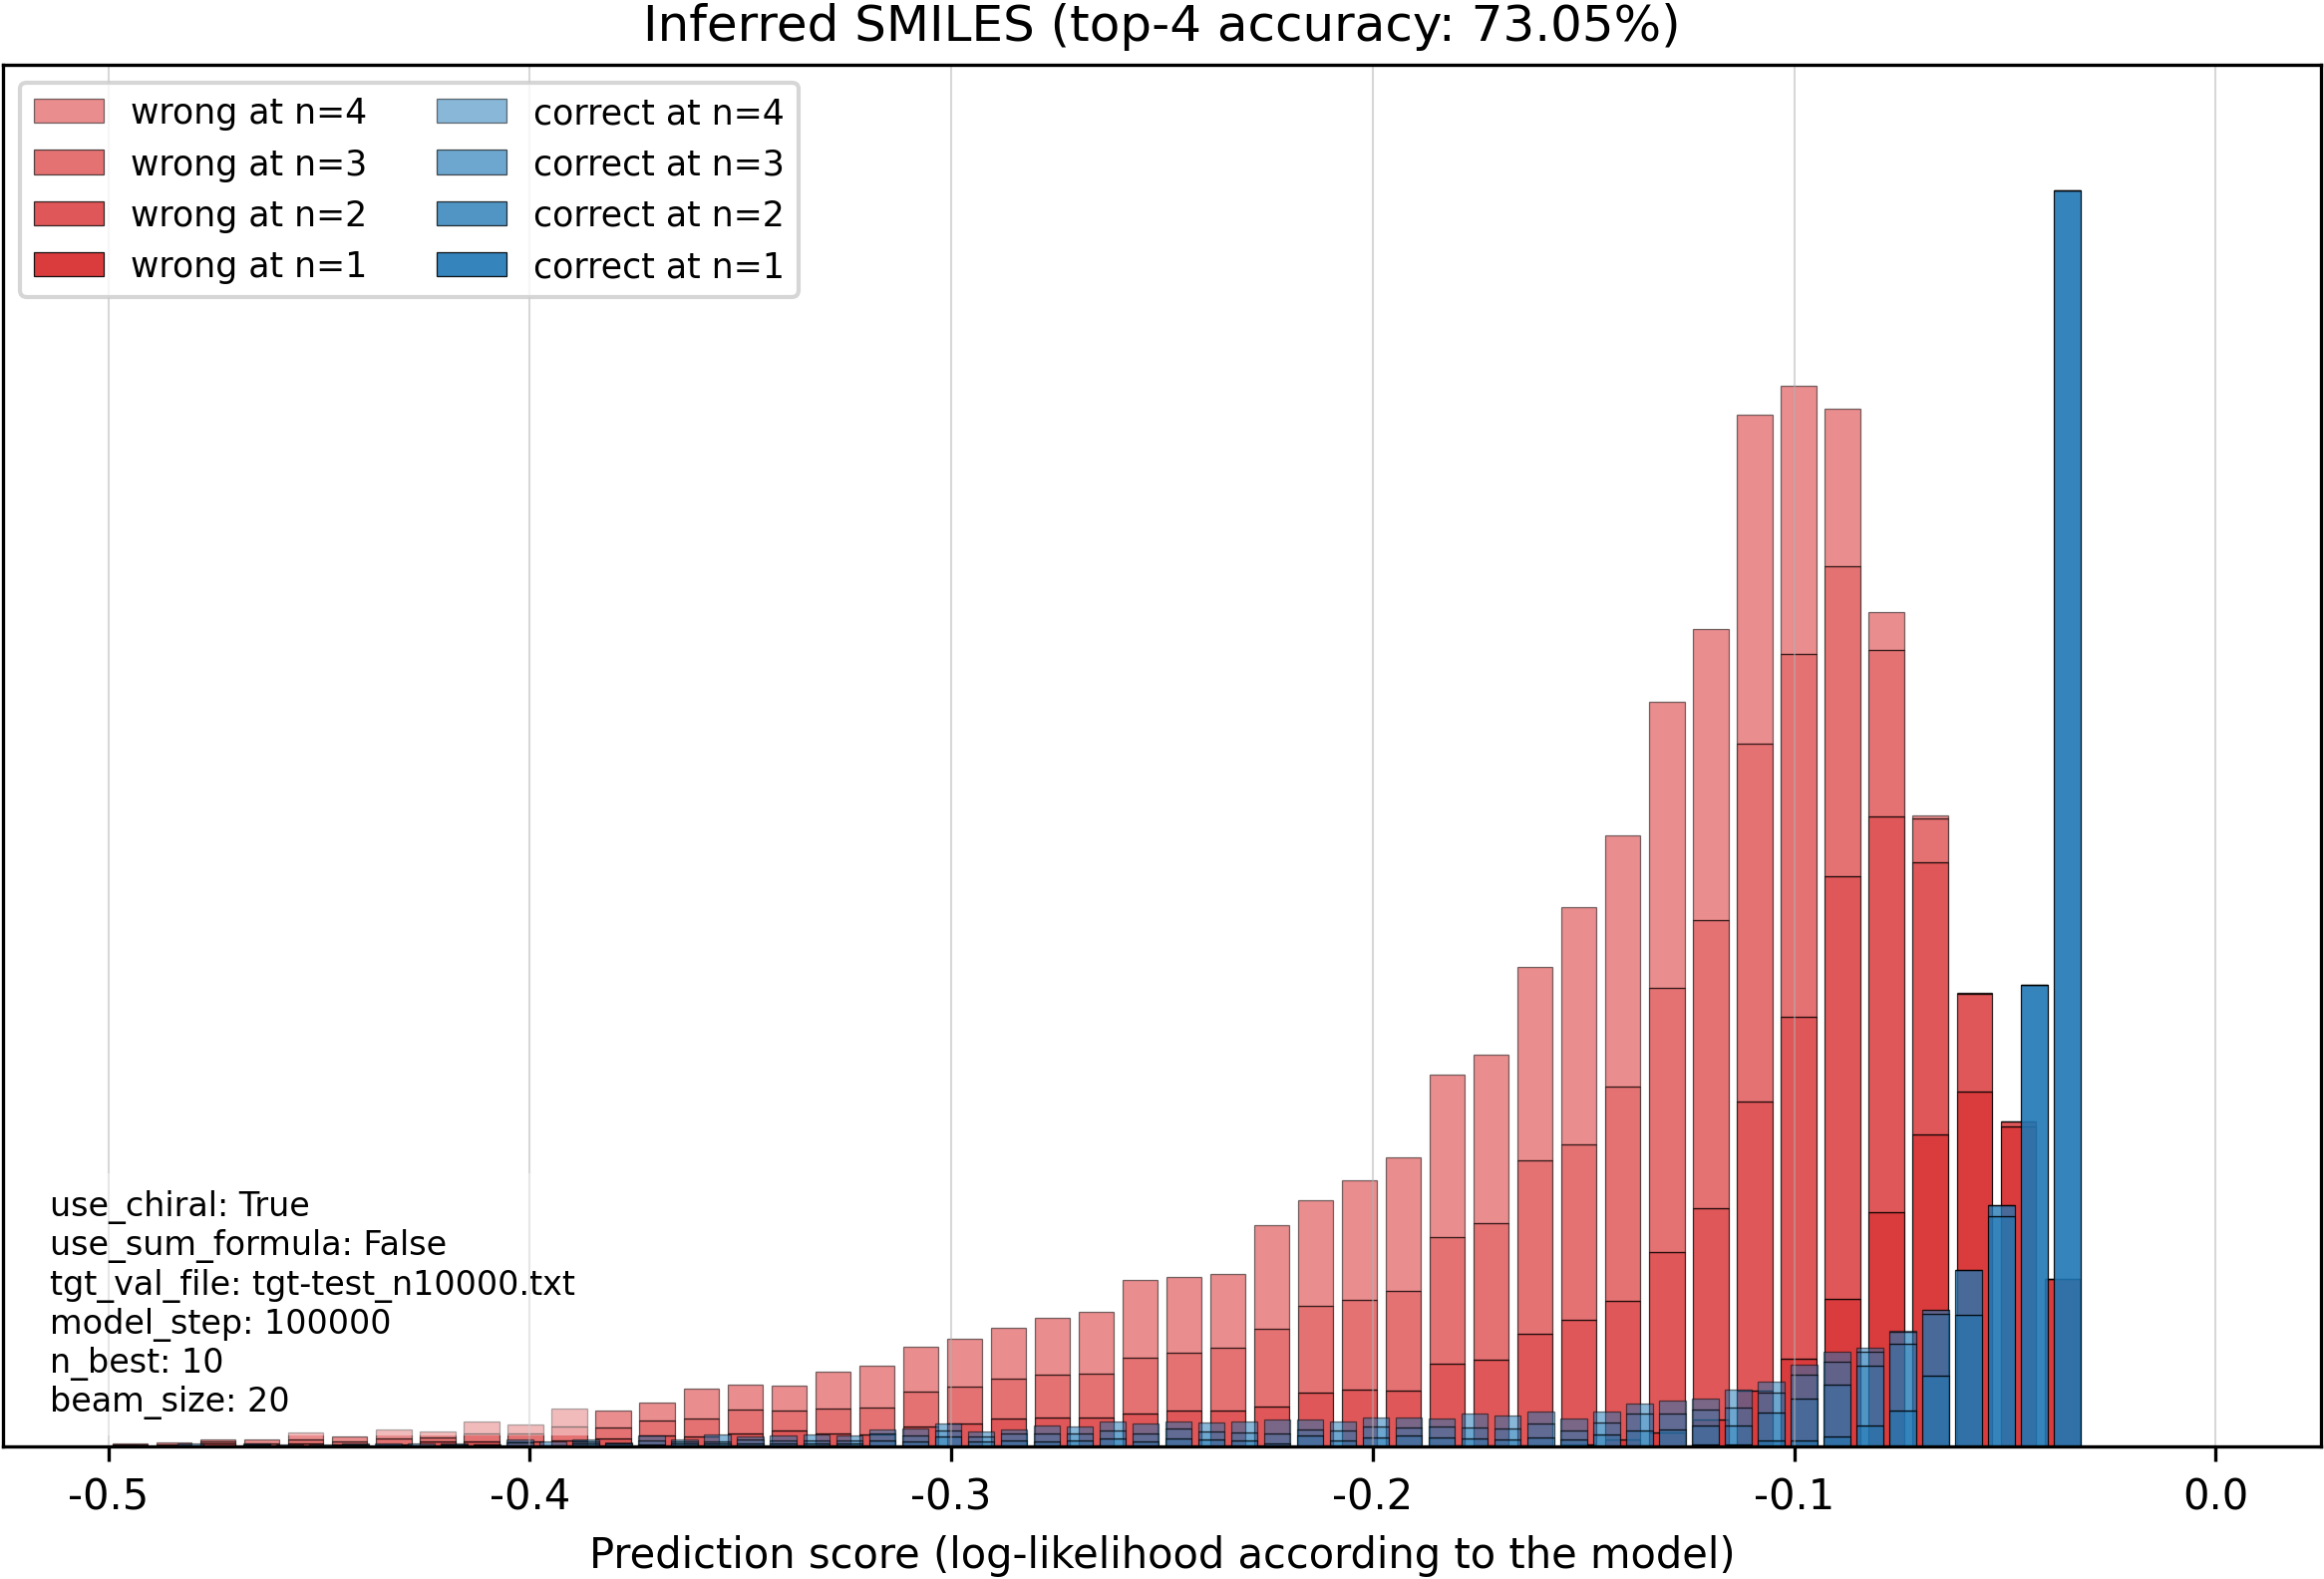 Inferred SMILES (top-4 accuracy: 73.05%)
wrong at n=4
wrong at n=3
wrong at n=2
wrong at n=1
correct at n=4
correct at n=3
correct at n=2
correct at n=1
use_chiral: True
use_sum_formula: False
tgt_val_file: tgt-test_n10000.txt
model_step: 100000
n_best: 10
beam_size: 20
-0.5 -0.4 -0.3 -0.2 -0.1 0.0
Prediction score (log-likelihood according to the model)